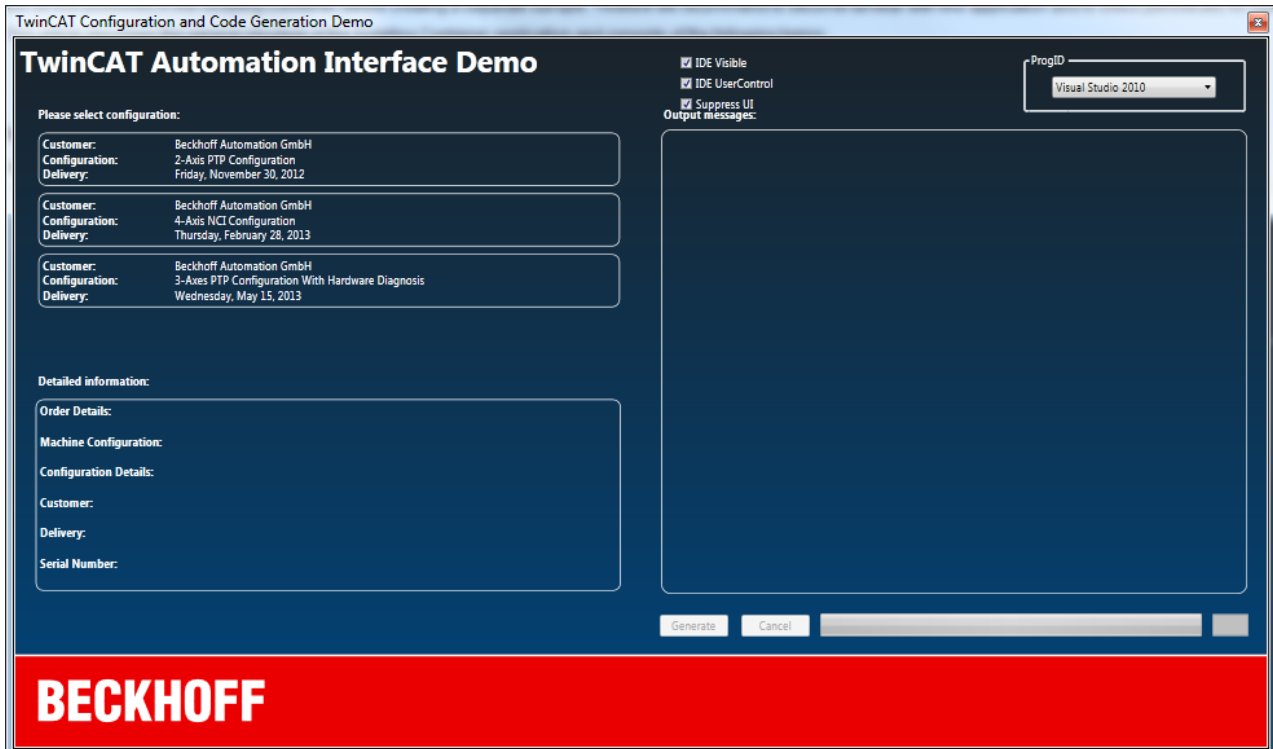 TwinCAT Configuration and Code Generation Demo
TwinCAT Automation Interface Demo
IDE Visible
IDE UserControl
Suppress UI
ProgID
Visual Studio 2010
Please select configuration:
Customer: Beckhoff Automation GmbH
Configuration: 2-Axis PTP Configuration
Delivery: Friday, November 30, 2012
Customer: Beckhoff Automation GmbH
Configuration: 4-Axis NCI Configuration
Delivery: Thursday, February 28, 2013
Customer: Beckhoff Automation GmbH
Configuration: 3-Axes PTP Configuration With Hardware Diagnosis
Delivery: Wednesday, May 15, 2013
Detailed information:
Order Details:
Machine Configuration:
Configuration Details:
Customer:
Delivery:
Serial Number:
Output messages:
Generate
Cancel
BECKHOFF